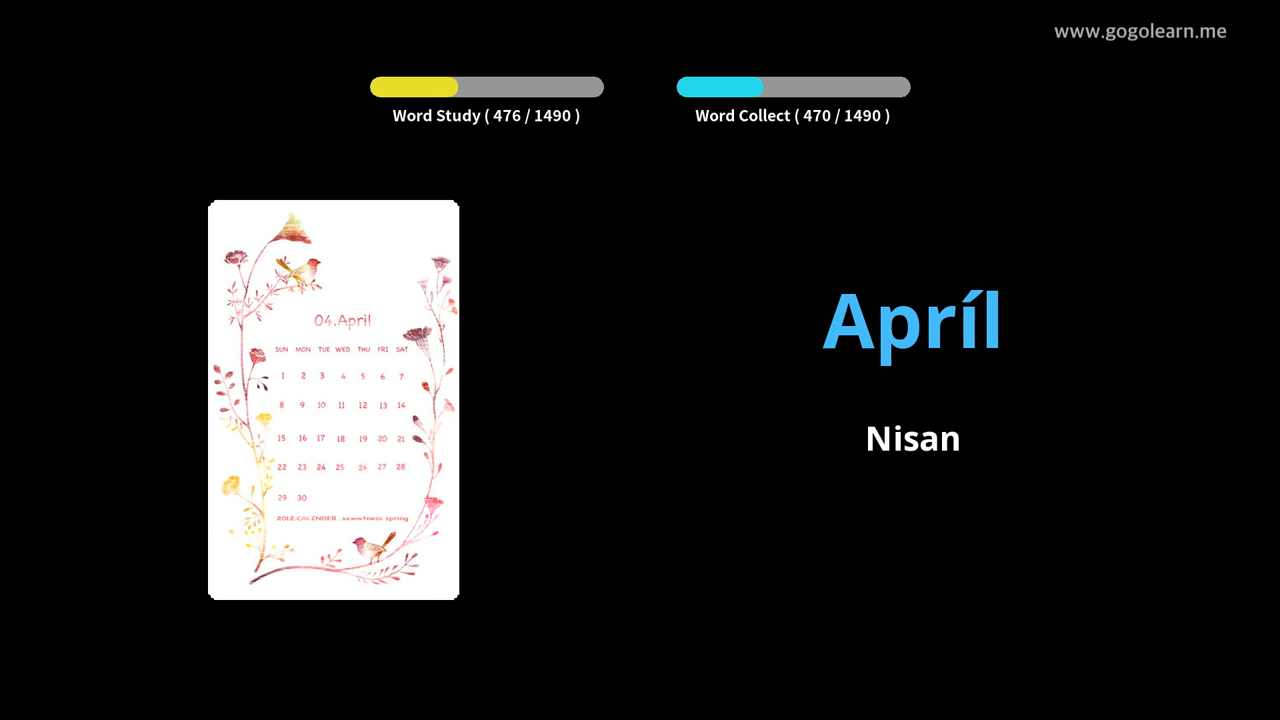 www.gogolearn.me
Word Study ( 476 / 1490 )
Word Collect ( 470 / 1490 )
04.April
SUN MON TUE WED THU FRI SAT
1 2 3 4 5 6 7
8 9 10 11 12 13 14
15 16 17 18 19 20 21
22 23 24 25 26 27 28
29 30
2012.CALENDER .sewwtness spring
Apríl
Nisan